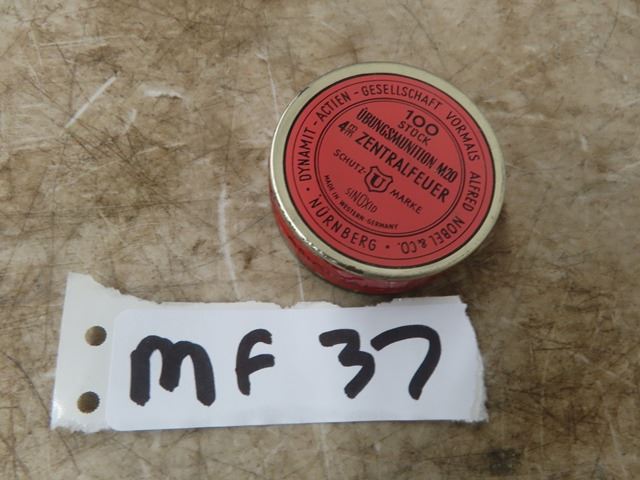 DYNAMIT-ACTIEN-GESELLSCHAFT VORMALS ALFRED NOBEL & CO.
· NÜRNBERG ·
100
STÜCK
ÜBUNGSMUNITION M20
4mm ZENTRALFEUER
SCHUTZ U MARKE
SINOXID
MADE IN WESTERN-GERMANY
MF 37